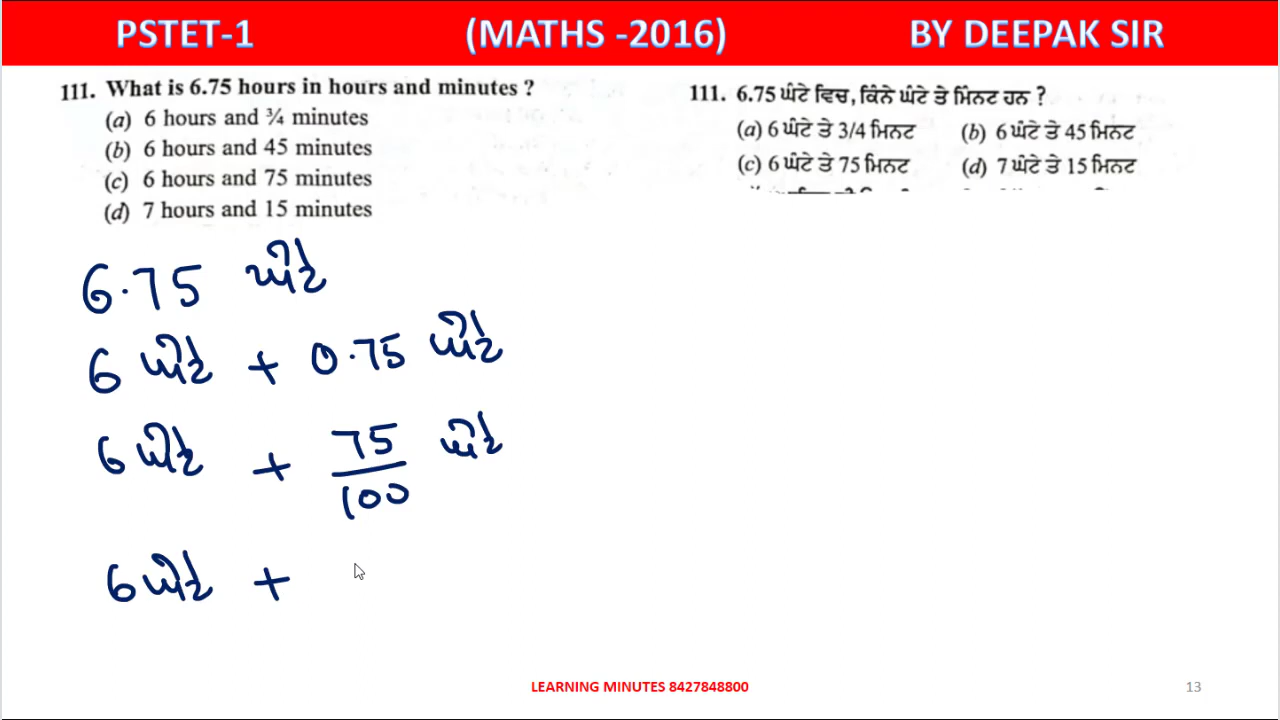 PSTET-1 (MATHS -2016) BY DEEPAK SIR
111. What is 6.75 hours in hours and minutes ?
(a) 6 hours and ¾ minutes
(b) 6 hours and 45 minutes
(c) 6 hours and 75 minutes
(d) 7 hours and 15 minutes
111. 6.75 ਘੰਟੇ ਵਿਚ, ਕਿੰਨੇ ਘੰਟੇ ਤੇ ਮਿੰਨਟ ਹਨ ?
(a) 6 ਘੰਟੇ ਤੇ 3/4 ਮਿਨਟ (b) 6 ਘੰਟੇ ਤੇ 45 ਮਿਨਟ
(c) 6 ਘੰਟੇ ਤੇ 75 ਮਿਨਟ (d) 7 ਘੰਟੇ ਤੇ 15 ਮਿਨਟ
6.75 ਘੰਟੇ
6 ਘੰਟੇ + 0.75 ਘੰਟੇ
6 ਘੰਟੇ + 75/100 ਘੰਟੇ
6 ਘੰਟੇ +
LEARNING MINUTES 8427848800 13